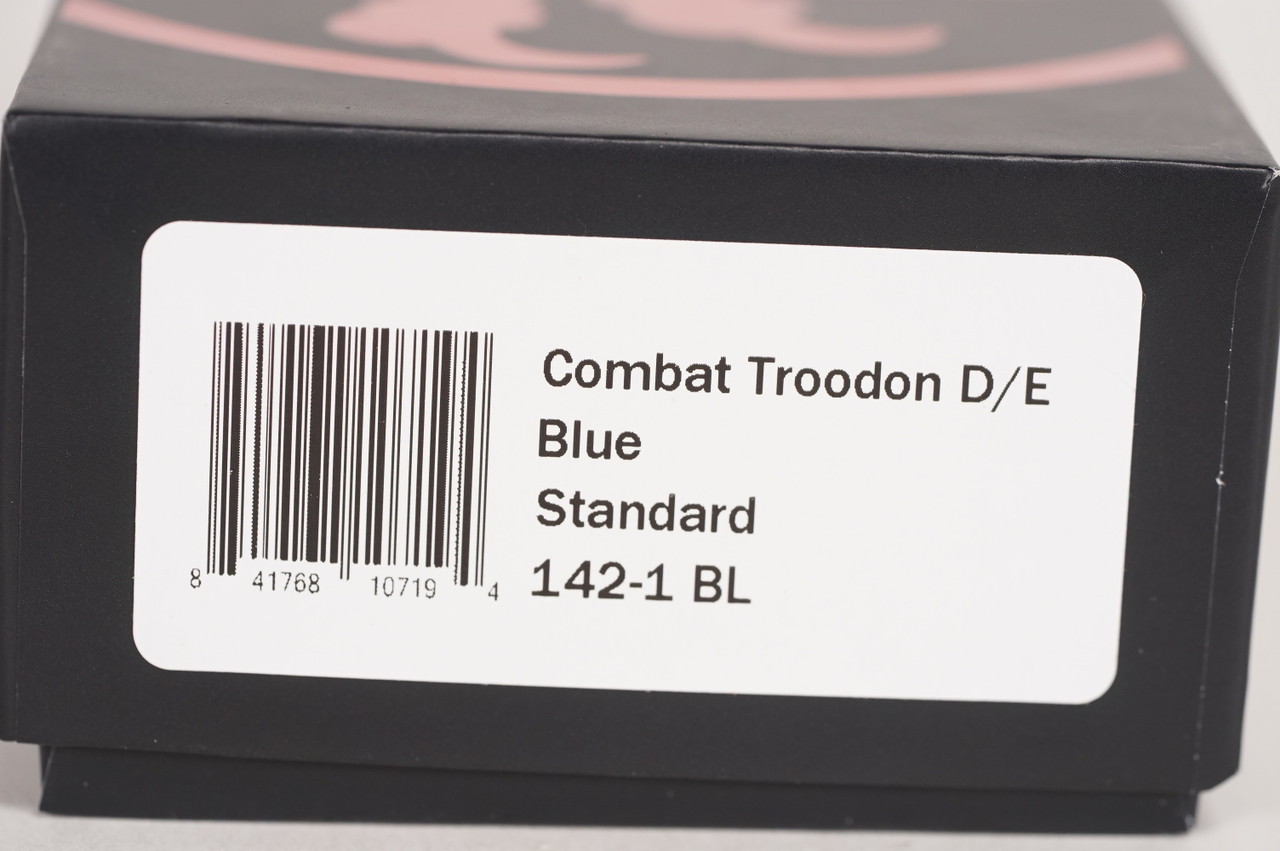 Combat Troodon D/E
Blue
Standard
142-1 BL
8 41768 10719 4